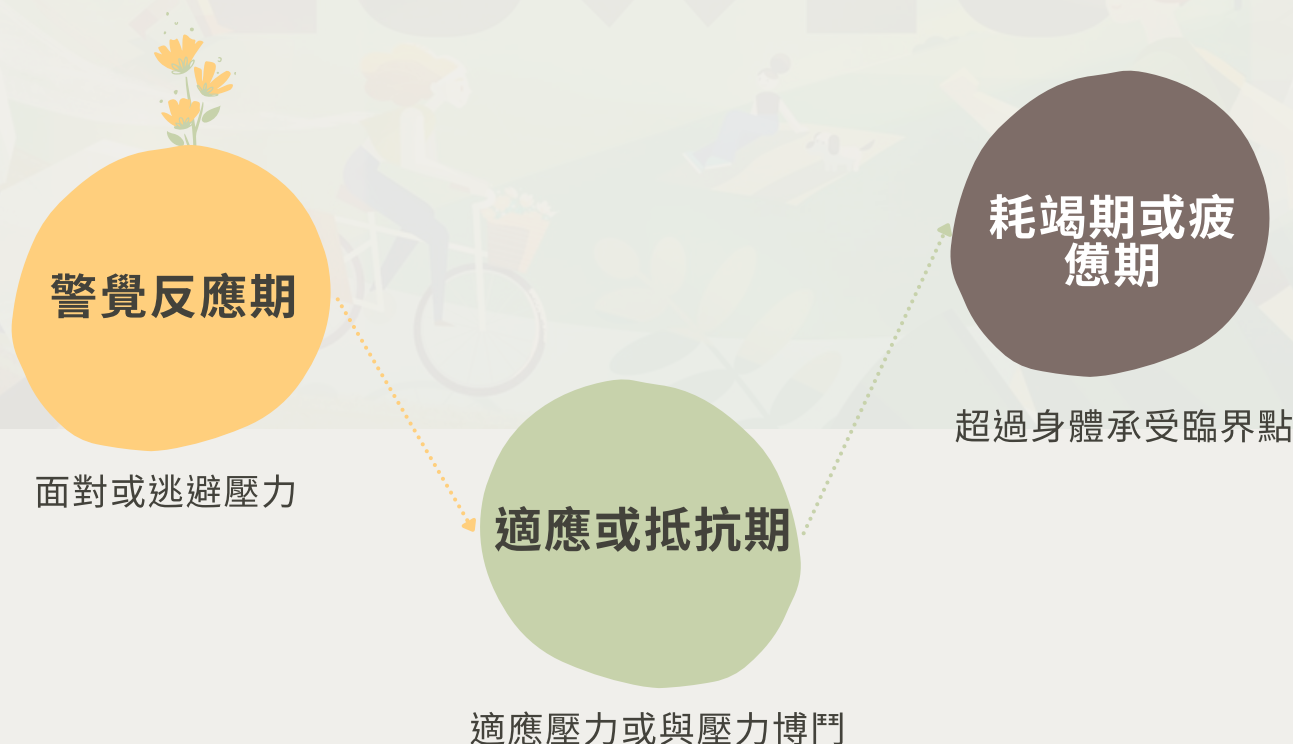 警覺反應期
面對或逃避壓力
適應或抵抗期
適應壓力或與壓力博鬥
耗竭期或疲
憊期
超過身體承受臨界點